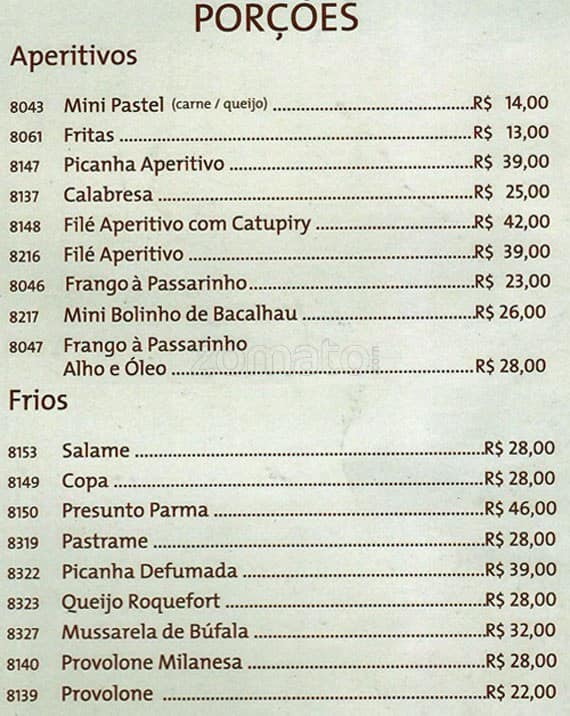 PORÇÕES
Aperitivos
8043 Mini Pastel (carne / queijo) ........................................R$ 14,00
8061 Fritas ........................................R$ 13,00
8147 Picanha Aperitivo ........................................R$ 39,00
8137 Calabresa ........................................R$ 25,00
8148 Filé Aperitivo com Catupiry ........................................R$ 42,00
8216 Filé Aperitivo ........................................R$ 39,00
8046 Frango à Passarinho ........................................R$ 23,00
8217 Mini Bolinho de Bacalhau ........................................R$ 26,00
8047 Frango à Passarinho
zomato.com
Alho e Óleo ........................................R$ 28,00
Frios
8153 Salame ........................................R$ 28,00
8149 Copa ........................................R$ 28,00
8150 Presunto Parma ........................................R$ 46,00
8319 Pastrame ........................................R$ 28,00
8322 Picanha Defumada ........................................R$ 39,00
8323 Queijo Roquefort ........................................R$ 28,00
8327 Mussarela de Búfala ........................................R$ 32,00
8140 Provolone Milanesa ........................................R$ 28,00
8139 Provolone ........................................R$ 22,00